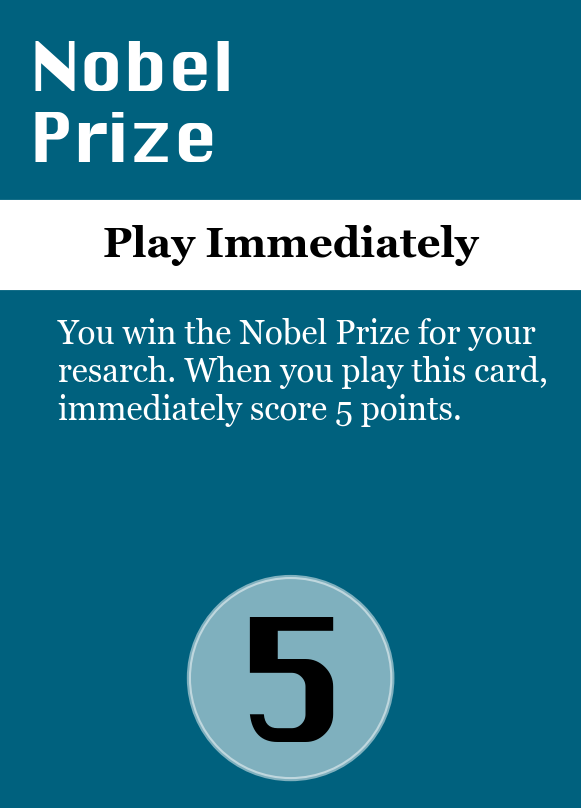 Nobel
Prize
Play Immediately
You win the Nobel Prize for your
resarch. When you play this card,
immediately score 5 points.
5